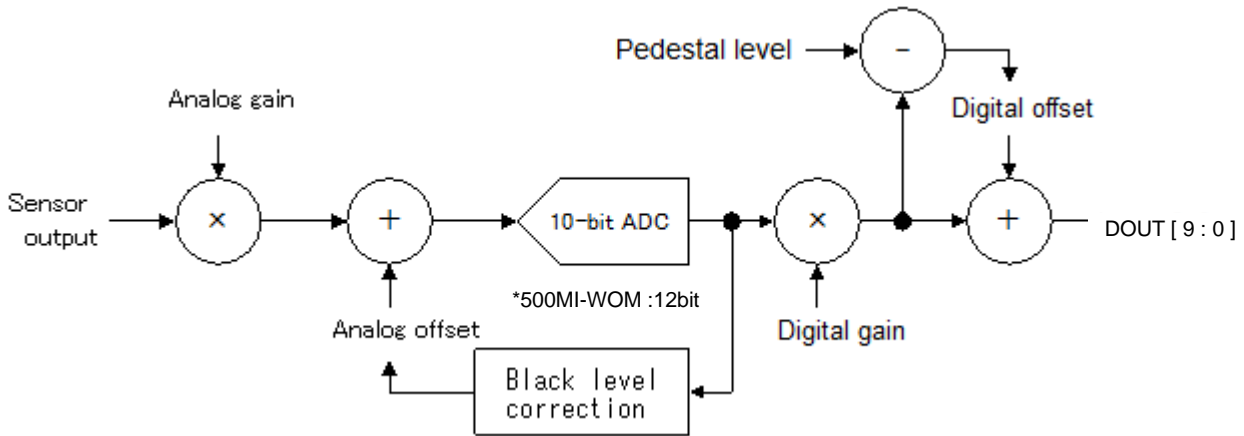 Pedestal level
-
Analog gain
Digital offset
Sensor
output
×
+
10-bit ADC
×
+
DOUT [ 9 : 0 ]
*500MI-WOM :12bit
Analog offset
Digital gain
Black level
correction